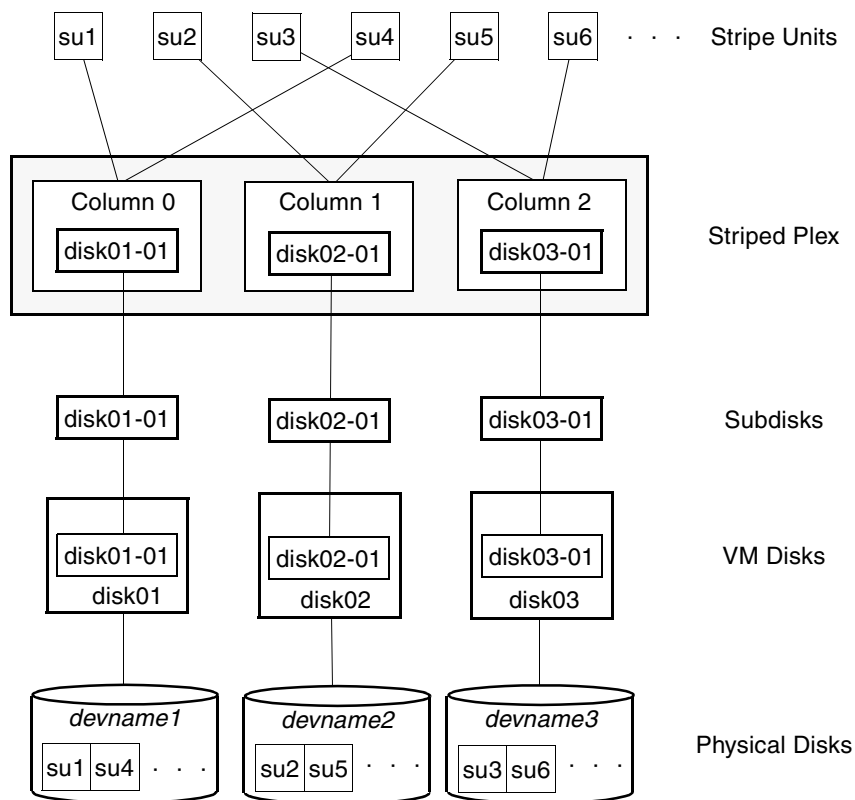 su1 su2 su3 su4 su5 su6 · · · Stripe Units
Column 0 Column 1 Column 2
disk01-01 disk02-01 disk03-01 Striped Plex
disk01-01 disk02-01 disk03-01 Subdisks
disk01-01 disk02-01 disk03-01 VM Disks
disk01 disk02 disk03
devname1 devname2 devname3
su1 su4 · · · su2 su5 · · · su3 su6 · · · Physical Disks